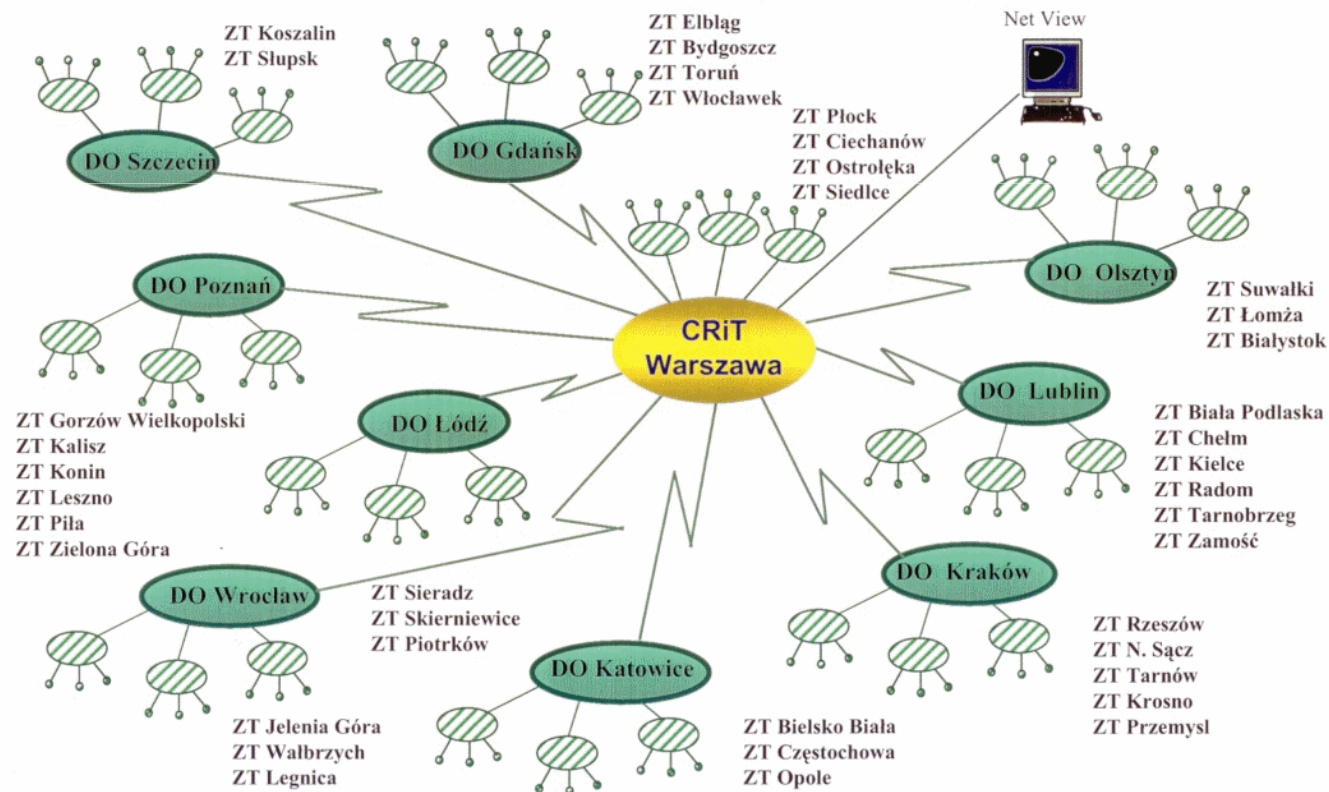 Net View
ZT Koszalin
ZT Słupsk
ZT Elbląg
ZT Bydgoszcz
ZT Toruń
ZT Włocławek
ZT Płock
ZT Ciechanów
ZT Ostrołęka
ZT Siedlce
DO Szczecin
DO Gdańsk
DO Olsztyn
ZT Suwałki
ZT Łomża
ZT Białystok
DO Poznań
CRiT
Warszawa
ZT Gorzów Wielkopolski
ZT Kalisz
ZT Konin
ZT Leszno
ZT Piła
ZT Zielona Góra
DO Łódź
DO Lublin
ZT Biała Podlaska
ZT Chełm
ZT Kielce
ZT Radom
ZT Tarnobrzeg
ZT Zamość
DO Wrocław
ZT Sieradz
ZT Skierniewice
ZT Piotrków
DO Kraków
ZT Rzeszów
ZT N. Sącz
ZT Tarnów
ZT Krosno
ZT Przemysl
DO Katowice
ZT Jelenia Góra
ZT Wałbrzych
ZT Legnica
ZT Bielsko Biała
ZT Częstochowa
ZT Opole